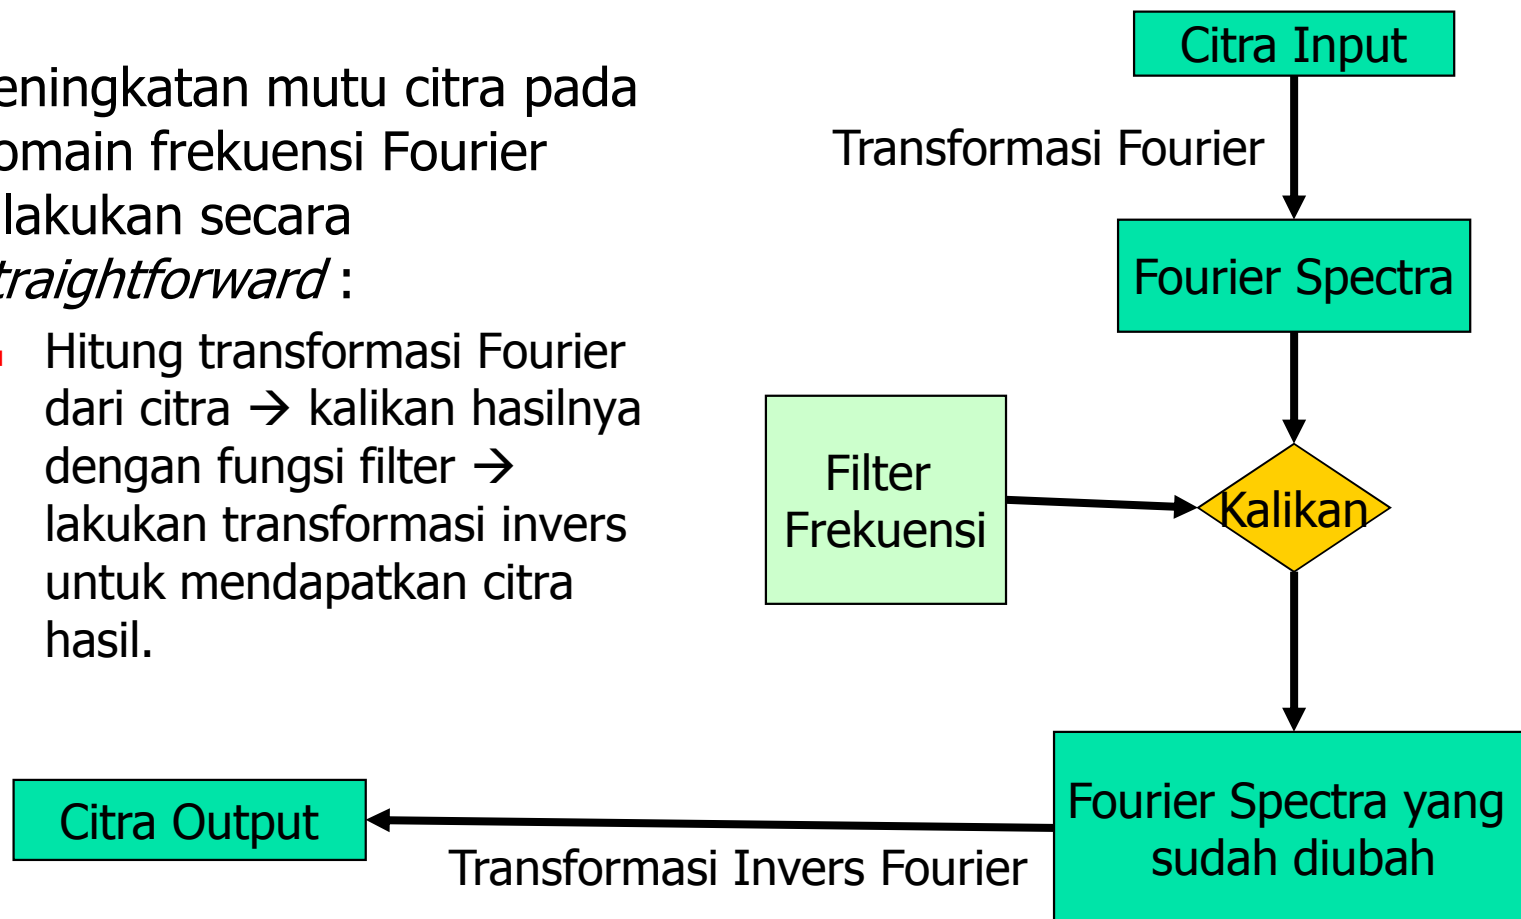 eningkatan mutu citra pada
omain frekuensi Fourier
lakukan secara
traightforward :
Hitung transformasi Fourier
dari citra → kalikan hasilnya
dengan fungsi filter →
lakukan transformasi invers
untuk mendapatkan citra
hasil.
Citra Input
Transformasi Fourier
Fourier Spectra
Filter
Frekuensi
Kalikan
Fourier Spectra yang
sudah diubah
Transformasi Invers Fourier
Citra Output